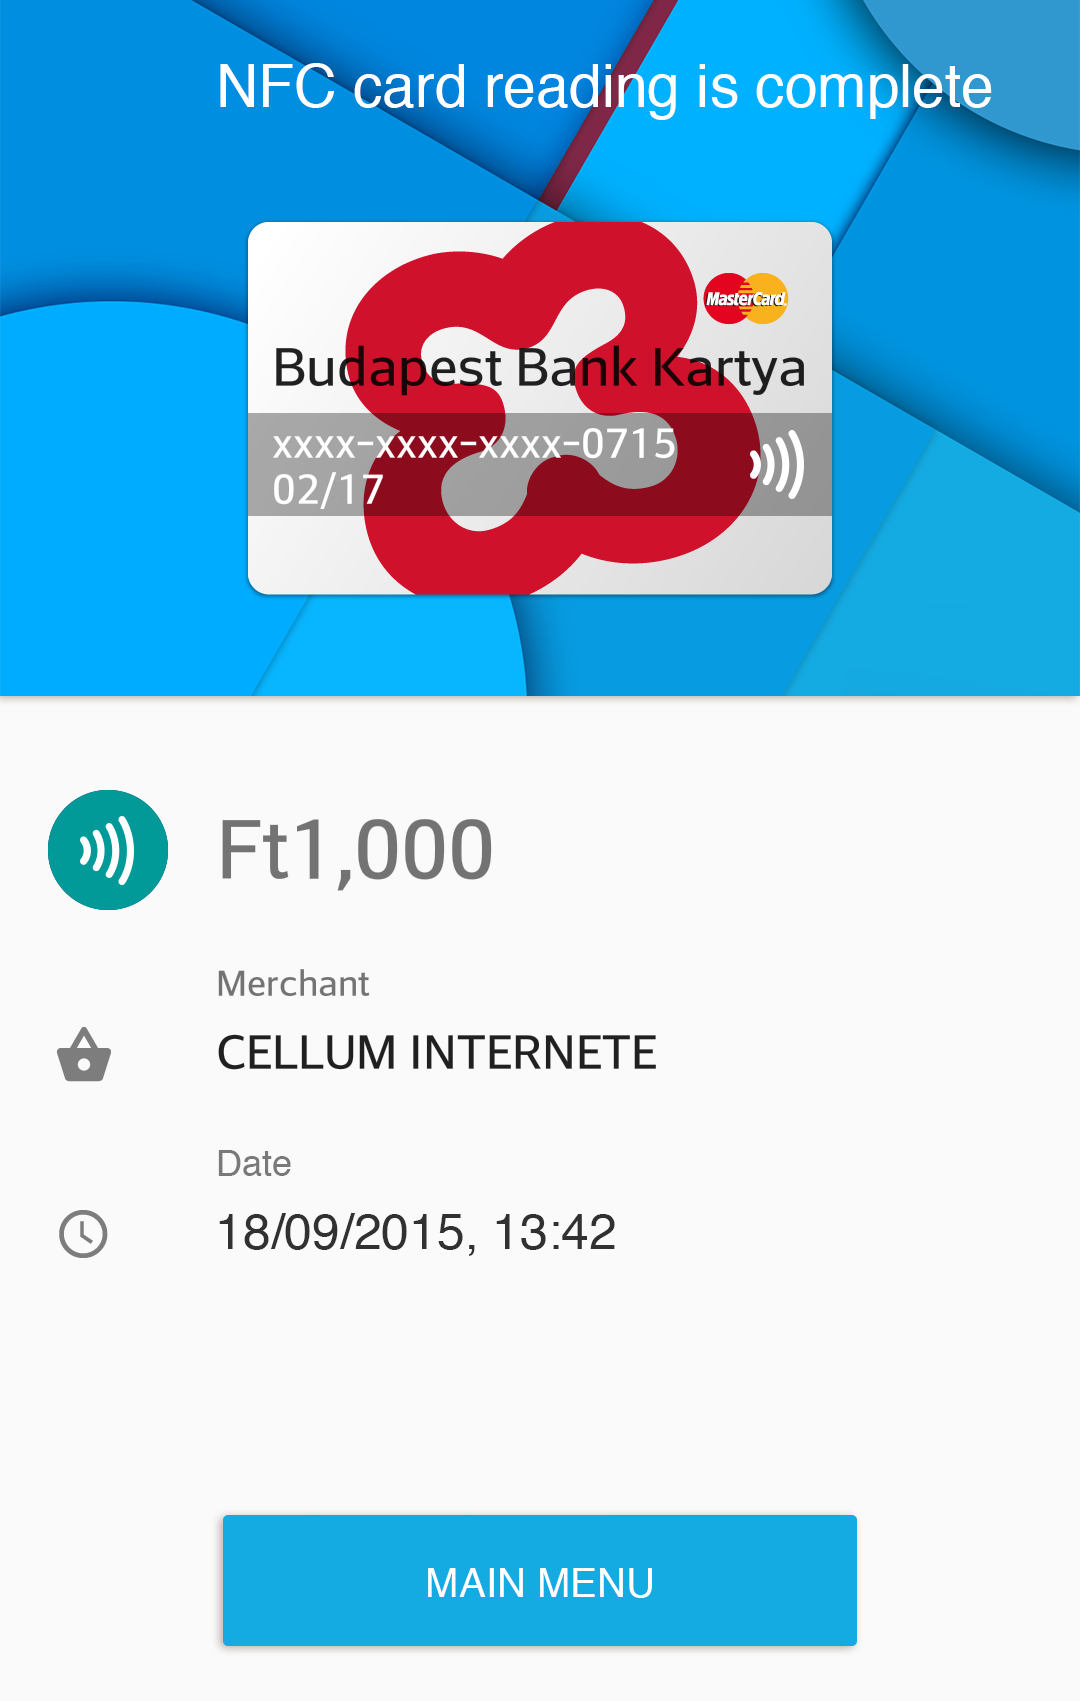 NFC card reading is complete
MasterCard
Budapest Bank Kartya
xxxx-xxxx-xxxx-0715
02/17
Ft1,000
Merchant
CELLUM INTERNETE
Date
18/09/2015, 13:42
MAIN MENU